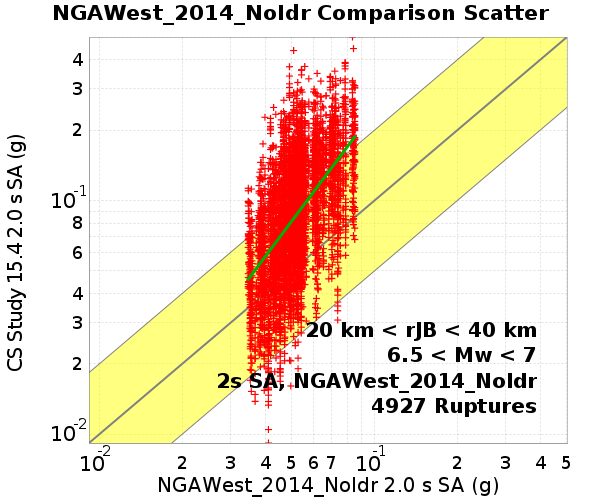 NGAWest_2014_NoIdr Comparison Scatter
CS Study 15.4 2.0 s SA (g)
4
3
2
10-1
8
6
4
3
2
10-2
20 km < rJB < 40 km
6.5 < Mw < 7
2s SA, NGAWest_2014_NoIdr
4927 Ruptures
10-2 2 3 4 5 6 7 10-1 2 3 4 5
NGAWest_2014_NoIdr 2.0 s SA (g)